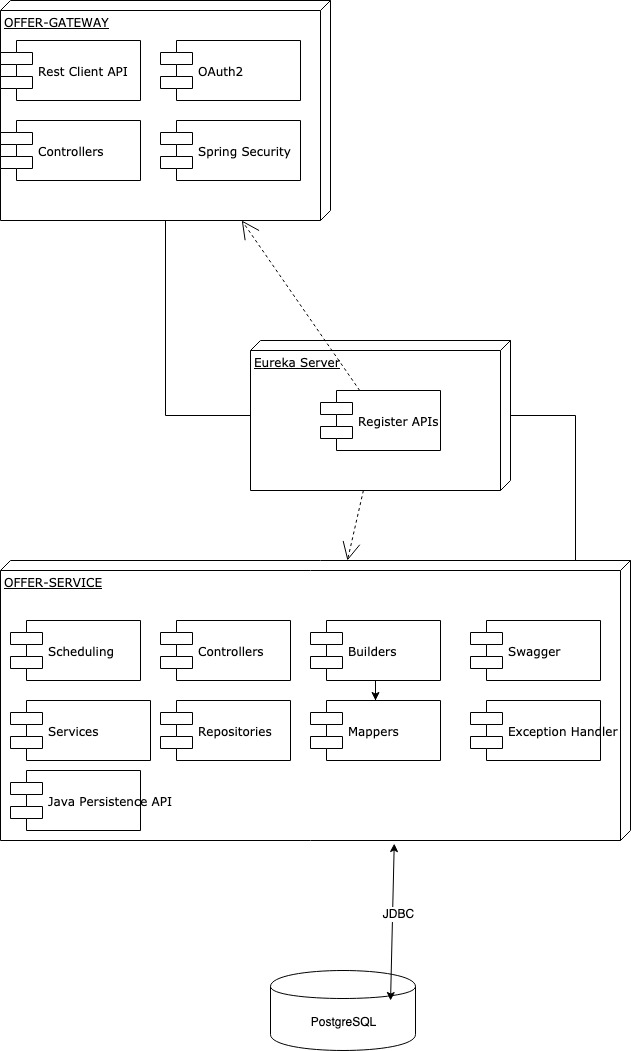 OFFER-GATEWAY
Rest Client API
OAuth2
Controllers
Spring Security
Eureka Server
Register APIs
OFFER-SERVICE
Scheduling
Controllers
Builders
Swagger
Services
Repositories
Mappers
Exception Handler
Java Persistence API
JDBC
PostgreSQL